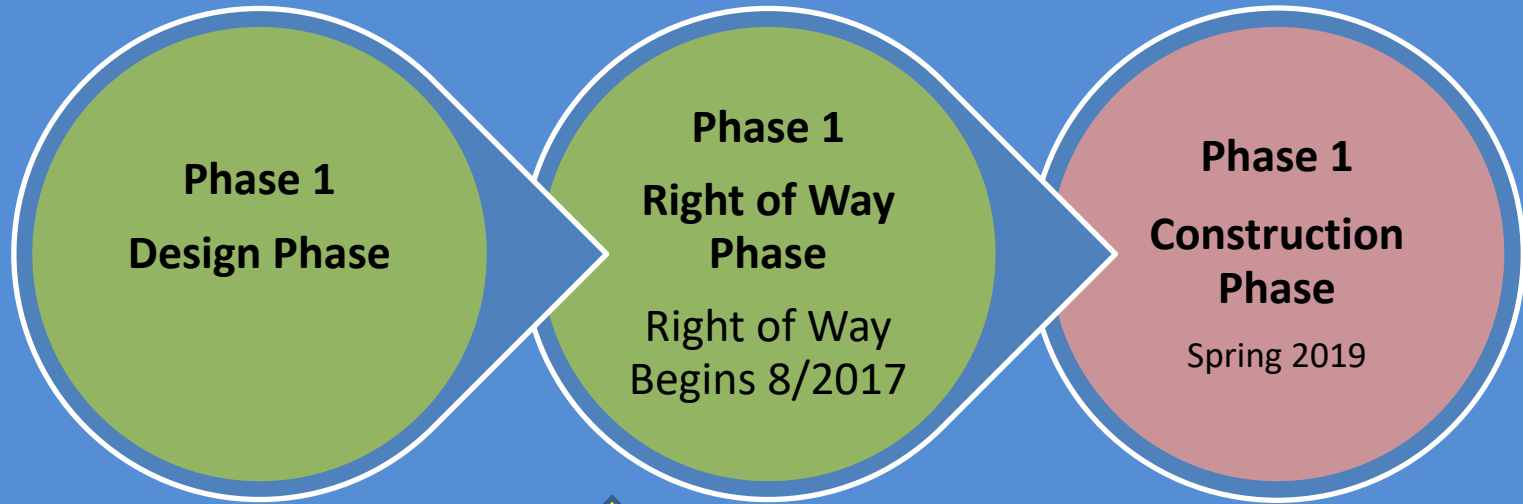 Phase 1
Design Phase
Phase 1
Right of Way
Phase
Right of Way
Begins 8/2017
Phase 1
Construction
Phase
Spring 2019